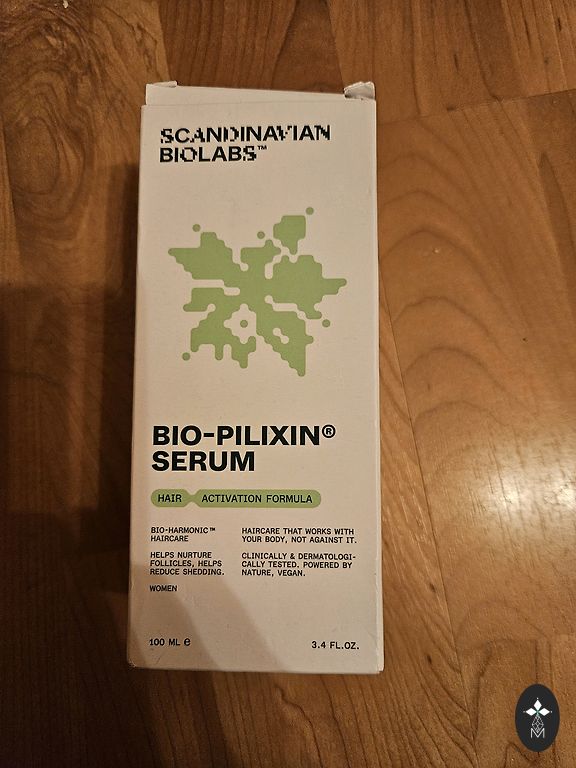 SCANDINAVIAN
BIOLABS™
BIO-PILIXIN®
SERUM
HAIR ACTIVATION FORMULA
BIO-HARMONIC™
HAIRCARE
HELPS NURTURE
FOLLICLES, HELPS
REDUCE SHEDDING.
WOMEN
HAIRCARE THAT WORKS WITH
YOUR BODY, NOT AGAINST IT.
CLINICALLY & DERMATOLOGI-
CALLY TESTED. POWERED BY
NATURE, VEGAN.
100 ML ℮
3.4 FL.OZ.
M